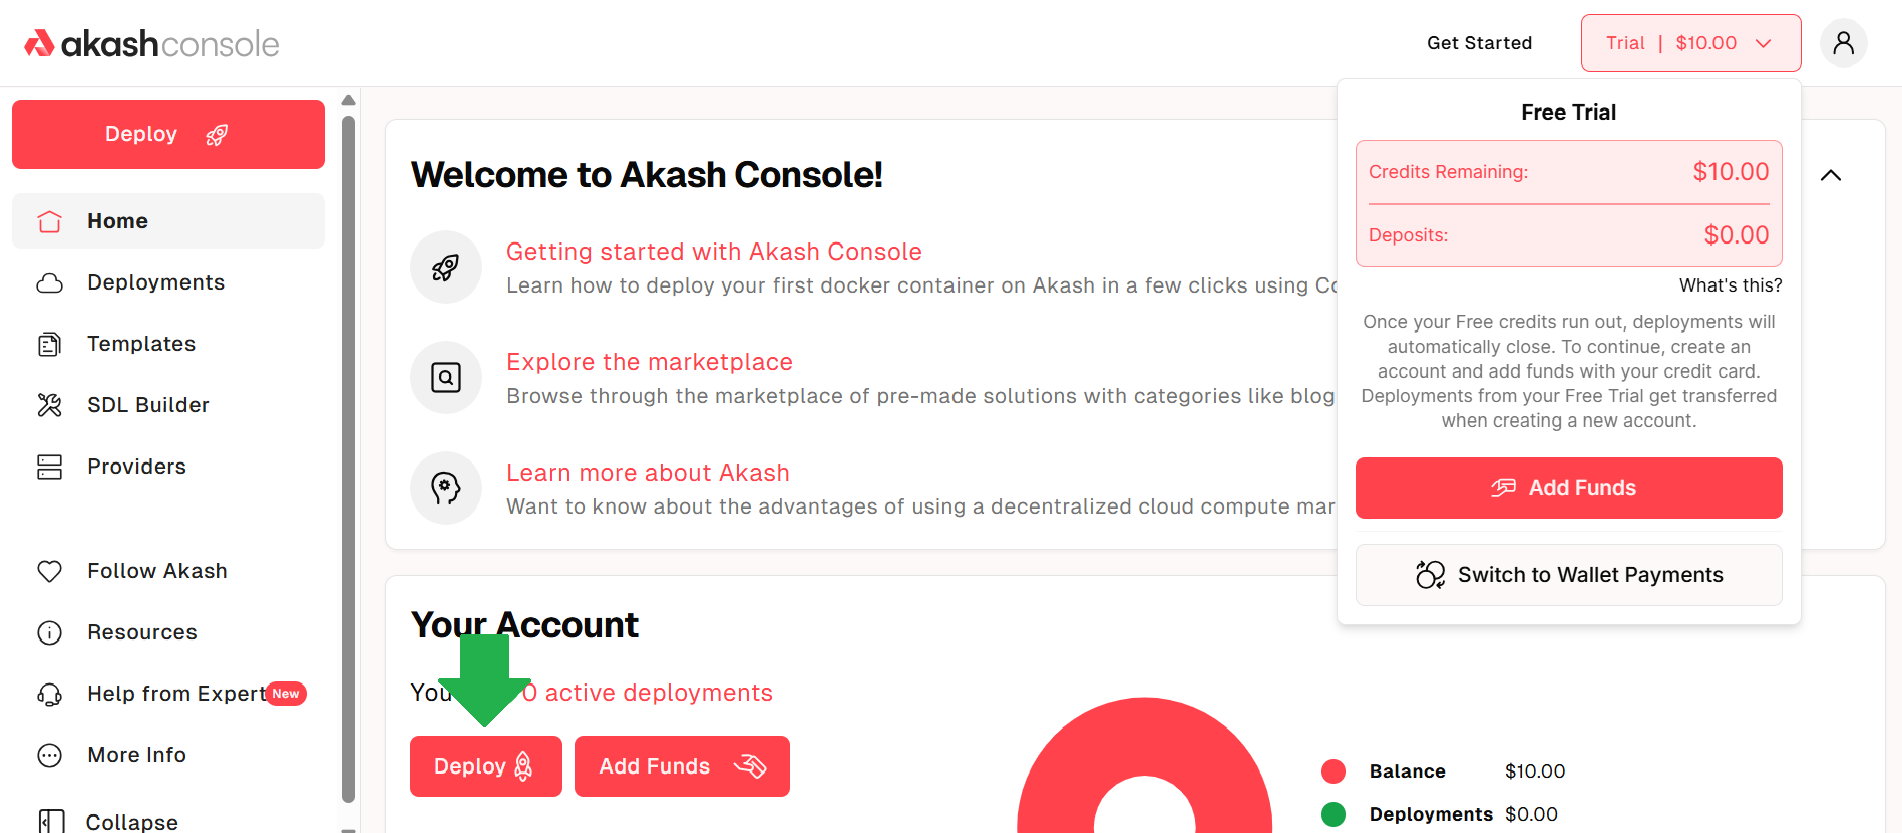 akashconsole
Get Started
Trial | $10.00
Deploy
Home
Deployments
Templates
SDL Builder
Providers
Follow Akash
Resources
Help from Expert New
More Info
Collapse
Welcome to Akash Console!
Getting started with Akash Console
Learn how to deploy your first docker container on Akash in a few clicks using
Explore the marketplace
Browse through the marketplace of pre-made solutions with categories like blog
Learn more about Akash
Want to know about the advantages of using a decentralized cloud compute
Free Trial
Credits Remaining: $10.00
Deposits: $0.00
What's this?
Once your Free credits run out, deployments will
automatically close. To continue, create an
account and add funds with your credit card.
Deployments from your Free Trial get transferred
when creating a new account.
Add Funds
Switch to Wallet Payments
Your Account
You 0 active deployments
Deploy
Add Funds
Balance $10.00
Deployments $0.00